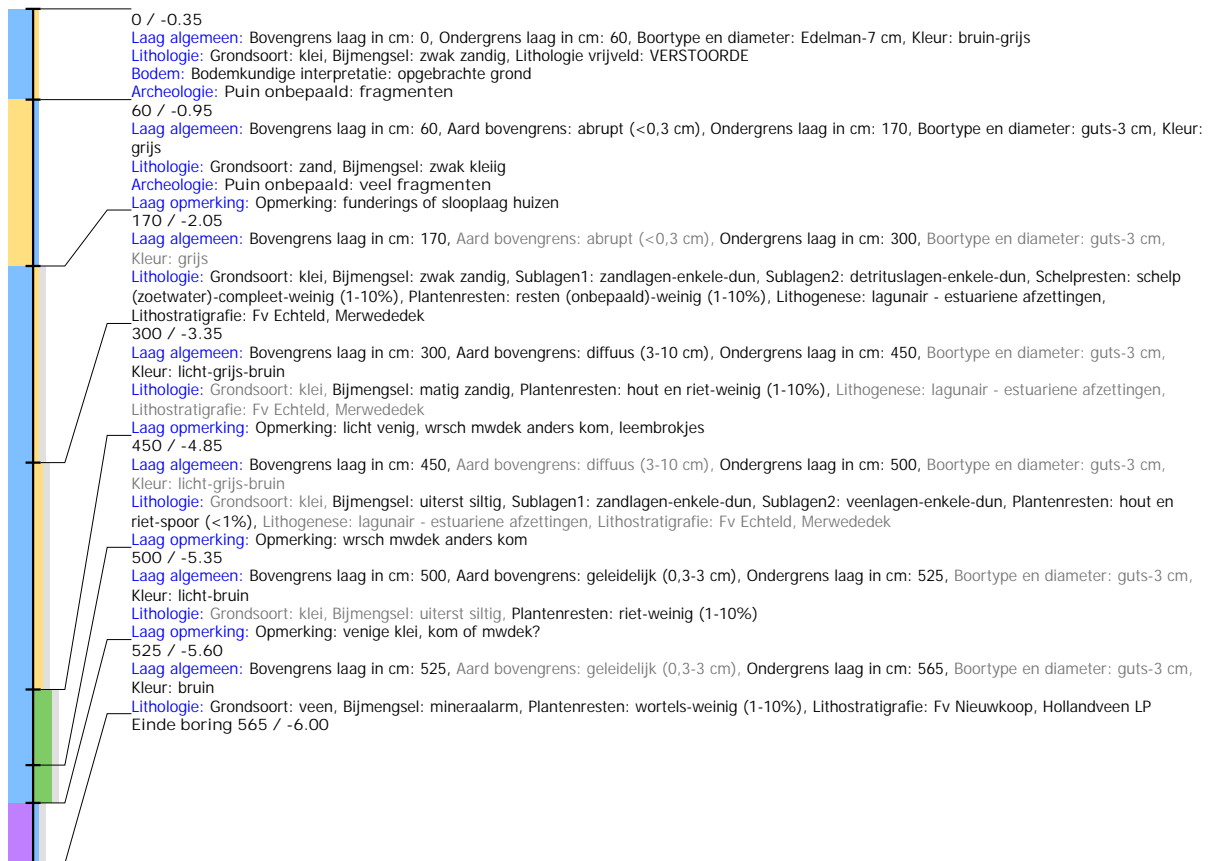 0 / -0.35
Laag algemeen: Bovengrens laag in cm: 0, Ondergrens laag in cm: 60, Boortype en diameter: Edelman-7 cm, Kleur: bruin-grijs
Lithologie: Grondsoort: klei, Bijmengsel: zwak zandig, Lithologie vrijveld: VERSTOORDE
Bodem: Bodemkundige interpretatie: opgebrachte grond
Archeologie: Puin onbepaald: fragmenten
60 / -0.95
Laag algemeen: Bovengrens laag in cm: 60, Aard bovengrens: abrupt (<0,3 cm), Ondergrens laag in cm: 170, Boortype en diameter: guts-3 cm, Kleur:
grijs
Lithologie: Grondsoort: zand, Bijmengsel: zwak kleiig
Archeologie: Puin onbepaald: veel fragmenten
Laag opmerking: Opmerking: funderings of slooplaag huizen
170 / -2.05
Laag algemeen: Bovengrens laag in cm: 170, Aard bovengrens: abrupt (<0,3 cm), Ondergrens laag in cm: 300, Boortype en diameter: guts-3 cm,
Kleur: grijs
Lithologie: Grondsoort: klei, Bijmengsel: zwak zandig, Sublagen1: zandlagen-enkele-dun, Sublagen2: detrituslagen-enkele-dun, Schelpresten: schelp
(zoetwater)-compleet-weinig (1-10%), Plantenresten: resten (onbepaald)-weinig (1-10%), Lithogenese: lagunair - estuariene afzettingen,
Lithostratigrafie: Fv Echteld, Merwededek
300 / -3.35
Laag algemeen: Bovengrens laag in cm: 300, Aard bovengrens: diffuus (3-10 cm), Ondergrens laag in cm: 450, Boortype en diameter: guts-3 cm,
Kleur: licht-grijs-bruin
Lithologie: Grondsoort: klei, Bijmengsel: matig zandig, Plantenresten: hout en riet-weinig (1-10%), Lithogenese: lagunair - estuariene afzettingen,
Lithostratigrafie: Fv Echteld, Merwededek
Laag opmerking: Opmerking: licht venig, wrsch mwdek anders kom, leembrokjes
450 / -4.85
Laag algemeen: Bovengrens laag in cm: 450, Aard bovengrens: diffuus (3-10 cm), Ondergrens laag in cm: 500, Boortype en diameter: guts-3 cm,
Kleur: licht-grijs-bruin
Lithologie: Grondsoort: klei, Bijmengsel: uiterst siltig, Sublagen1: zandlagen-enkele-dun, Sublagen2: veenlagen-enkele-dun, Plantenresten: hout en
riet-spoor (<1%), Lithogenese: lagunair - estuariene afzettingen, Lithostratigrafie: Fv Echteld, Merwededek
Laag opmerking: Opmerking: wrsch mwdek anders kom
500 / -5.35
Laag algemeen: Bovengrens laag in cm: 500, Aard bovengrens: geleidelijk (0,3-3 cm), Ondergrens laag in cm: 525, Boortype en diameter: guts-3 cm,
Kleur: licht-bruin
Lithologie: Grondsoort: klei, Bijmengsel: uiterst siltig, Plantenresten: riet-weinig (1-10%)
Laag opmerking: Opmerking: venige klei, kom of mwdek?
525 / -5.60
Laag algemeen: Bovengrens laag in cm: 525, Aard bovengrens: geleidelijk (0,3-3 cm), Ondergrens laag in cm: 565, Boortype en diameter: guts-3 cm,
Kleur: bruin
Lithologie: Grondsoort: veen, Bijmengsel: mineraalarm, Plantenresten: wortels-weinig (1-10%), Lithostratigrafie: Fv Nieuwkoop, Hollandveen LP
Einde boring 565 / -6.00